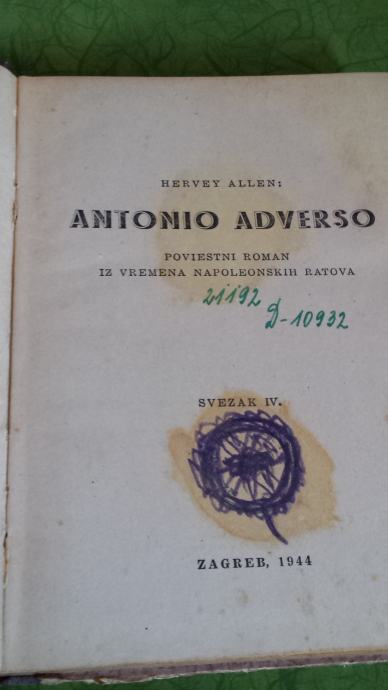 HERVEY ALLEN:
ANTONIO ADVERSO
POVIESTNI ROMAN
IZ VREMENA NAPOLEONSKIH RATOVA
21192
D-10932
SVEZAK IV.
ZAGREB, 1944